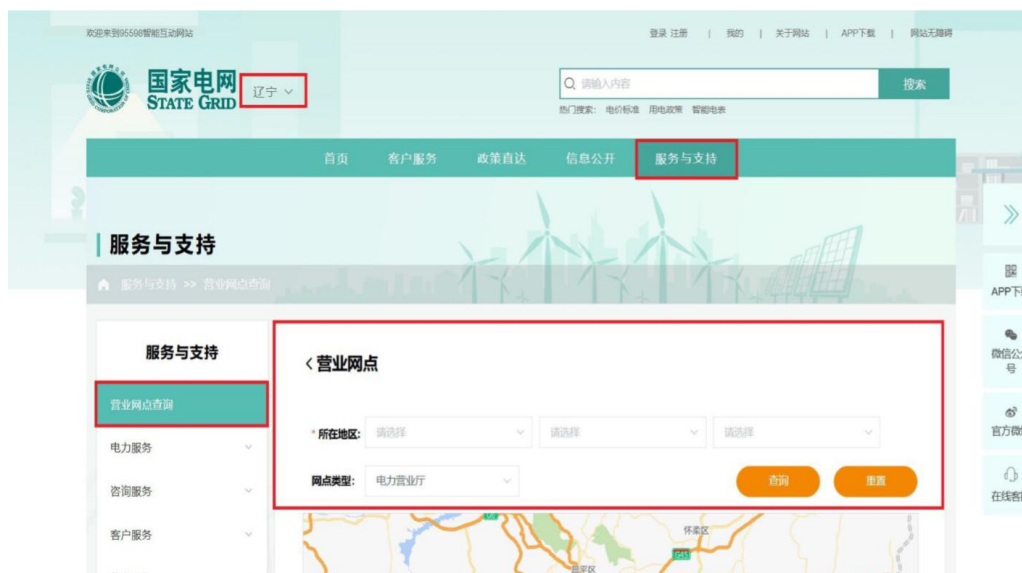 欢迎来到95598智能互动网站
登录 注册 | 我的 | 关于网站 | APP下载 | 网站无障碍
国家电网
STATE GRID
辽宁
请输入内容
搜索
热门搜索: 电价标准 用电政策 智能电表
首页 客户服务 政策直达 信息公开 服务与支持
服务与支持
服务与支持 >> 营业网点查询
APP下
微信公
号
官方微
在线客
服务与支持
营业网点查询
电力服务
咨询服务
客户服务
营业网点
* 所在地区: 请选择 请选择 请选择
网点类型: 电力营业厅
查询 重置
怀柔区
G45
昌平区